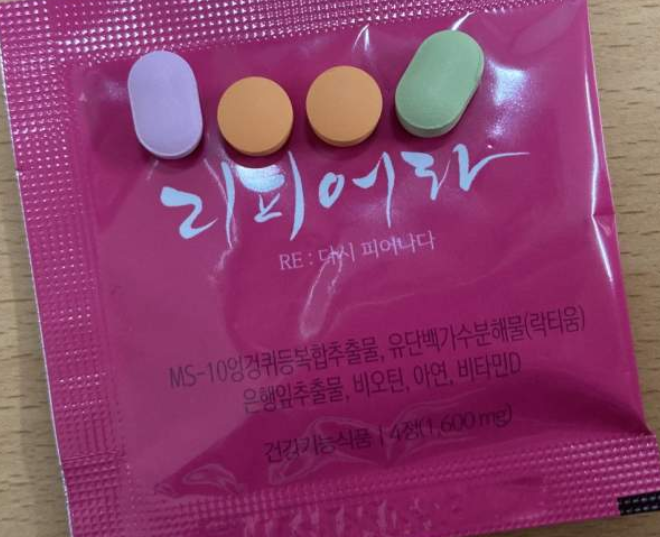 리피어라
RE : 다시 피어나다
MS-10엉겅퀴등복합추출물, 유단백가수분해물(락티움)
은행잎추출물, 비오틴, 아연, 비타민D
건강기능식품 | 4정(1,600mg)